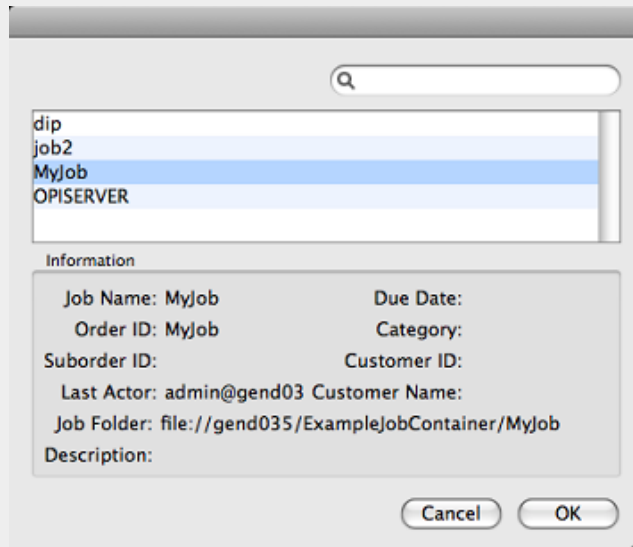 dip
job2
MyJob
OPISERVER
Information
Job Name: MyJob Due Date:
Order ID: MyJob Category:
Suborder ID: Customer ID:
Last Actor: admin@gend03 Customer Name:
Job Folder: file://gend035/ExampleJobContainer/MyJob
Description:
Cancel OK